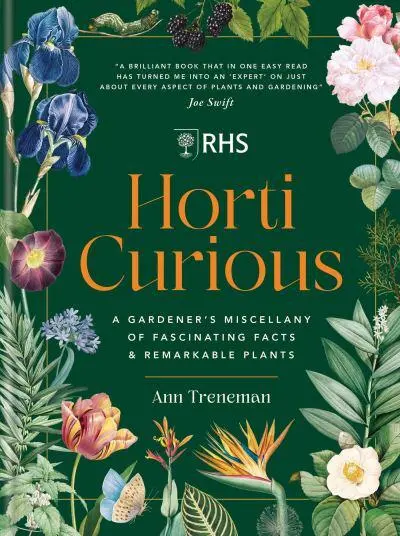 "A BRILLIANT BOOK THAT IN ONE EASY READ
HAS TURNED ME INTO AN 'EXPERT' ON JUST
ABOUT EVERY ASPECT OF PLANTS AND GARDENING"
Joe Swift
RHS
Horti
Curious
A GARDENER'S MISCELLANY
OF FASCINATING FACTS
& REMARKABLE PLANTS
Ann Treneman